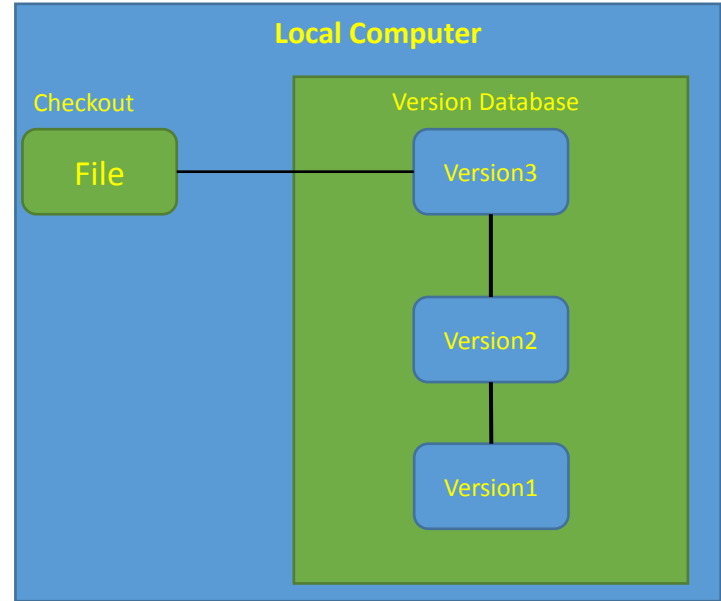 Local Computer
Checkout
Version Database
File
Version3
Version2
Version1